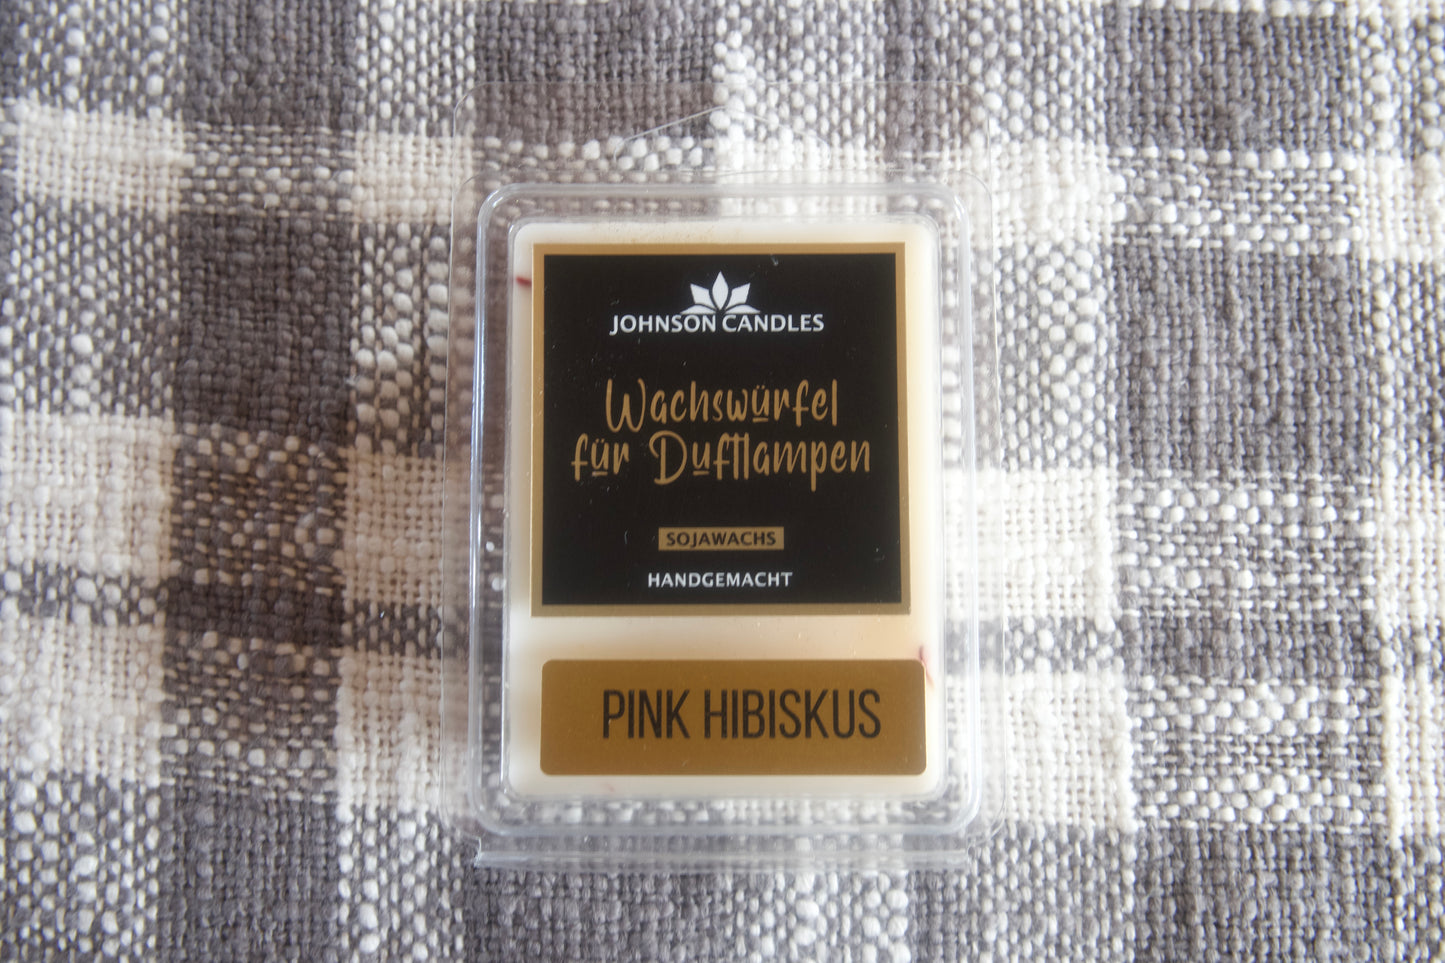 JOHNSON CANDLES
Wachswürfel
für Duftlampen
SOJAWACHS
HANDGEMACHT
PINK HIBISKUS